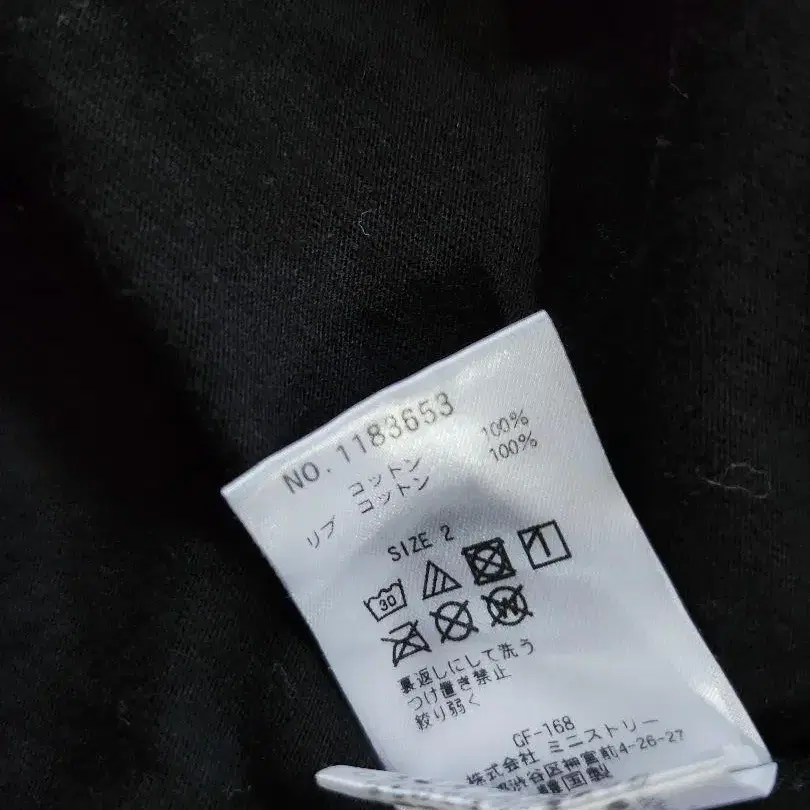 NO. 1183653
コットン 100%
リブ コットン 100%
SIZE 2
30
W
裏返しにして洗う
つけ置き禁止
絞り弱く
GF-168
株式会社 ミニストリー
渋谷区神宮前4-26-27
韓国製